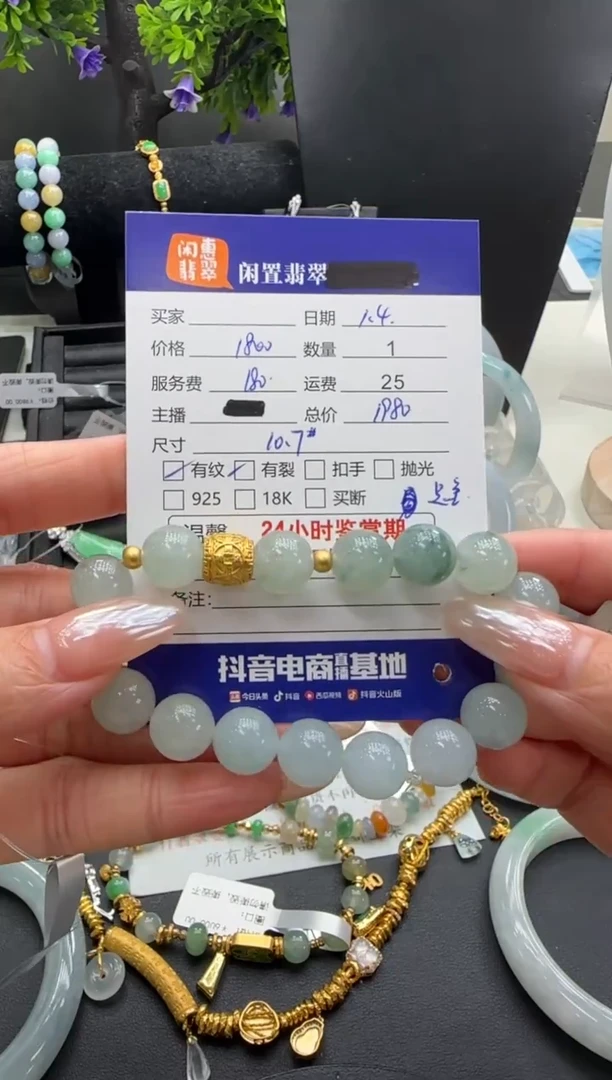 闲惠
翡翠
闲置翡翠
买家
日期 1.4.
价格 1800
数量 1
服务费 180.
运费 25
主播
总价 1980
尺寸 10.7#
有纹 有裂 扣手 抛光
925 18K 买断
24小时鉴赏期
备注:
抖音电商直播基地
今日头条 抖音 西瓜视频 抖音火山版
所有展示商品